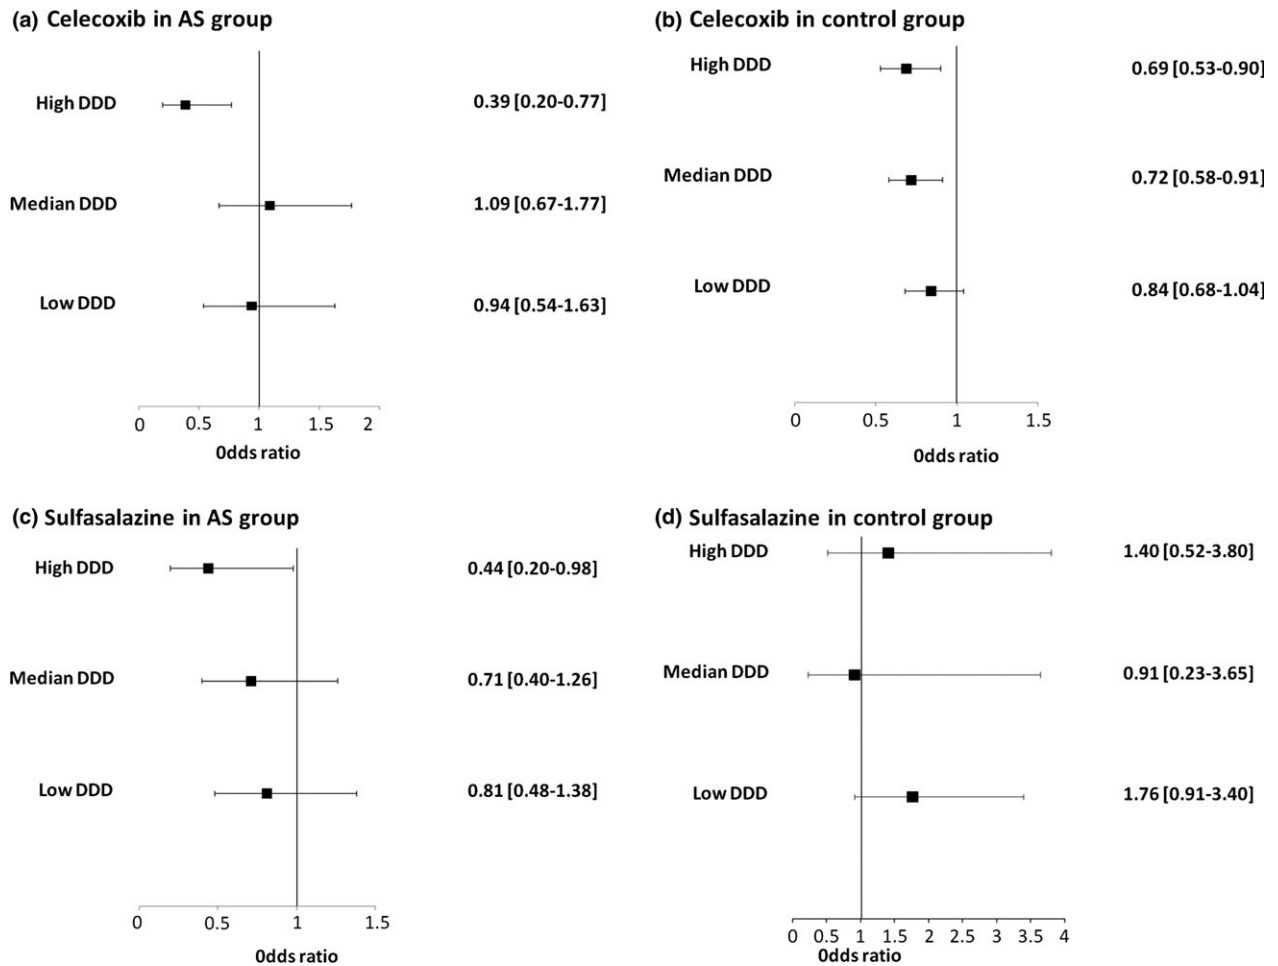 (a) Celecoxib in AS group
High DDD 0.39 [0.20-0.77]
Median DDD 1.09 [0.67-1.77]
Low DDD 0.94 [0.54-1.63]
0 0.5 1 1.5 2
0dds ratio
(b) Celecoxib in control group
High DDD 0.69 [0.53-0.90]
Median DDD 0.72 [0.58-0.91]
Low DDD 0.84 [0.68-1.04]
0 0.5 1 1.5
0dds ratio
(c) Sulfasalazine in AS group
High DDD 0.44 [0.20-0.98]
Median DDD 0.71 [0.40-1.26]
Low DDD 0.81 [0.48-1.38]
0 0.5 1 1.5
0dds ratio
(d) Sulfasalazine in control group
High DDD 1.40 [0.52-3.80]
Median DDD 0.91 [0.23-3.65]
Low DDD 1.76 [0.91-3.40]
0 0.5 1 1.5 2 2.5 3 3.5 4
0dds ratio